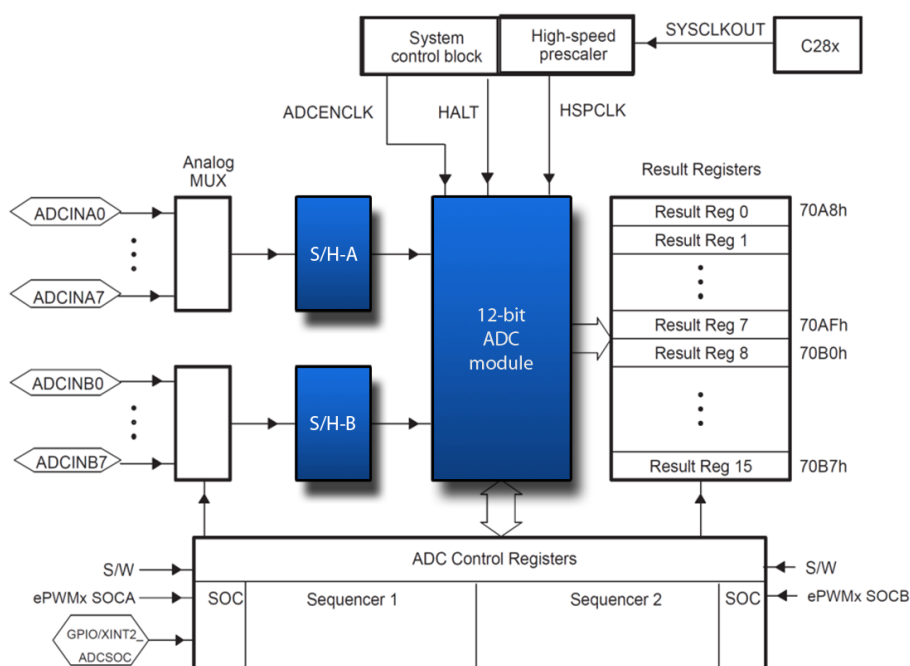 System
control block
High-speed
prescaler
SYSCLKOUT
C28x
ADCENCLK
HALT
HSPCLK
Analog
MUX
Result Registers
ADCINA0
ADCINA7
S/H-A
12-bit
ADC
module
Result Reg 0
70A8h
Result Reg 1
Result Reg 7
70AFh
Result Reg 8
70B0h
Result Reg 15
70B7h
ADCINB0
ADCINB7
S/H-B
ADC Control Registers
S/W
S/W
ePWMx SOCA
SOC
Sequencer 1
Sequencer 2
SOC
ePWMx SOCB
GPIO/XINT2_
ADCSOC